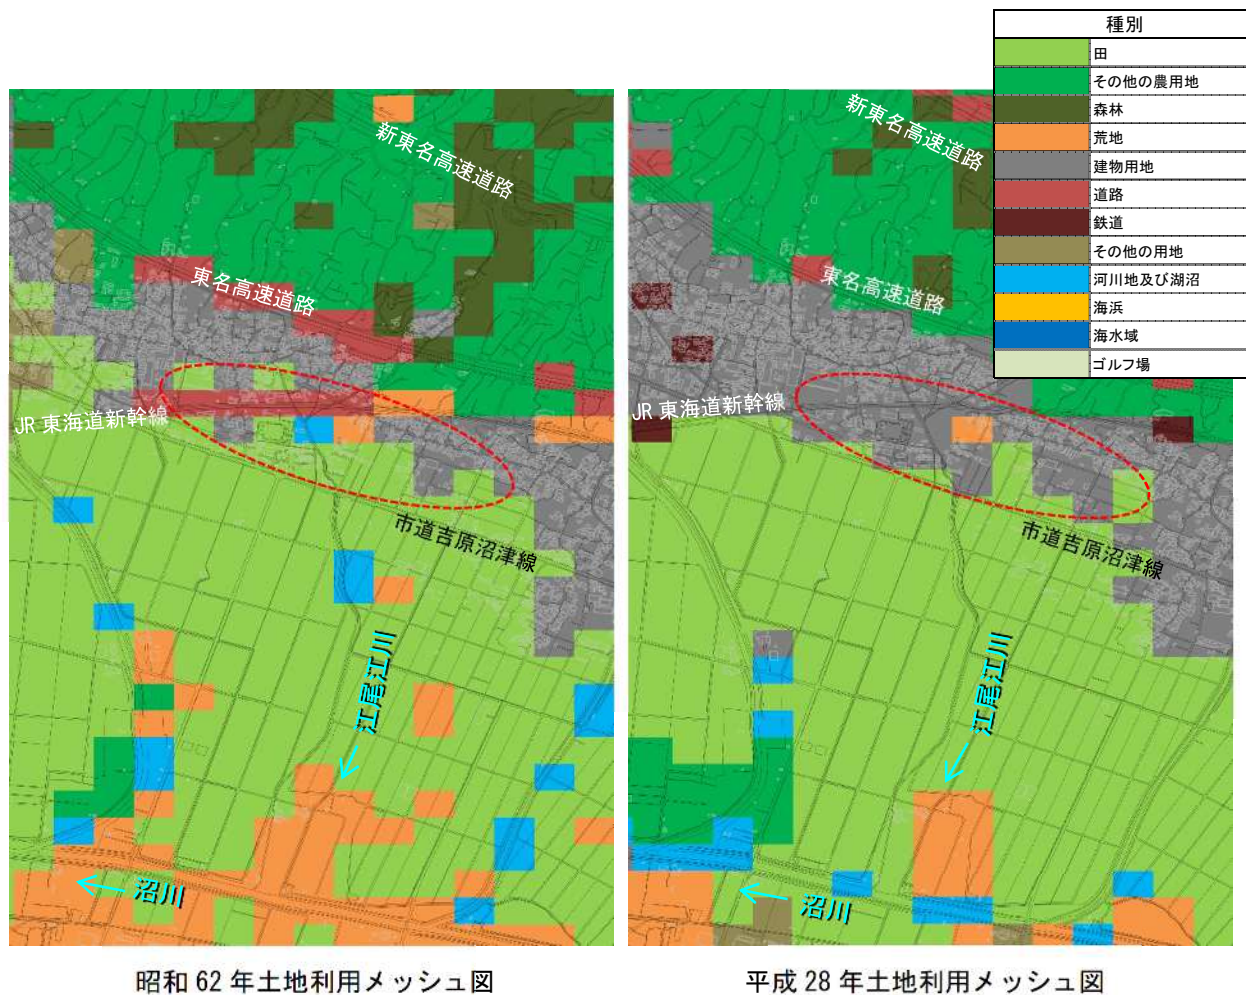 種別
田
その他の農用地
森林
荒地
建物用地
道路
鉄道
その他の用地
河川地及び湖沼
海浜
海水域
ゴルフ場
新東名高速道路
東名高速道路
JR 東海道新幹線
市道吉原沼津線
江尾江川
沼川
昭和 62 年土地利用メッシュ図
新東名高速道路
東名高速道路
JR 東海道新幹線
市道吉原沼津線
江尾江川
沼川
平成 28 年土地利用メッシュ図